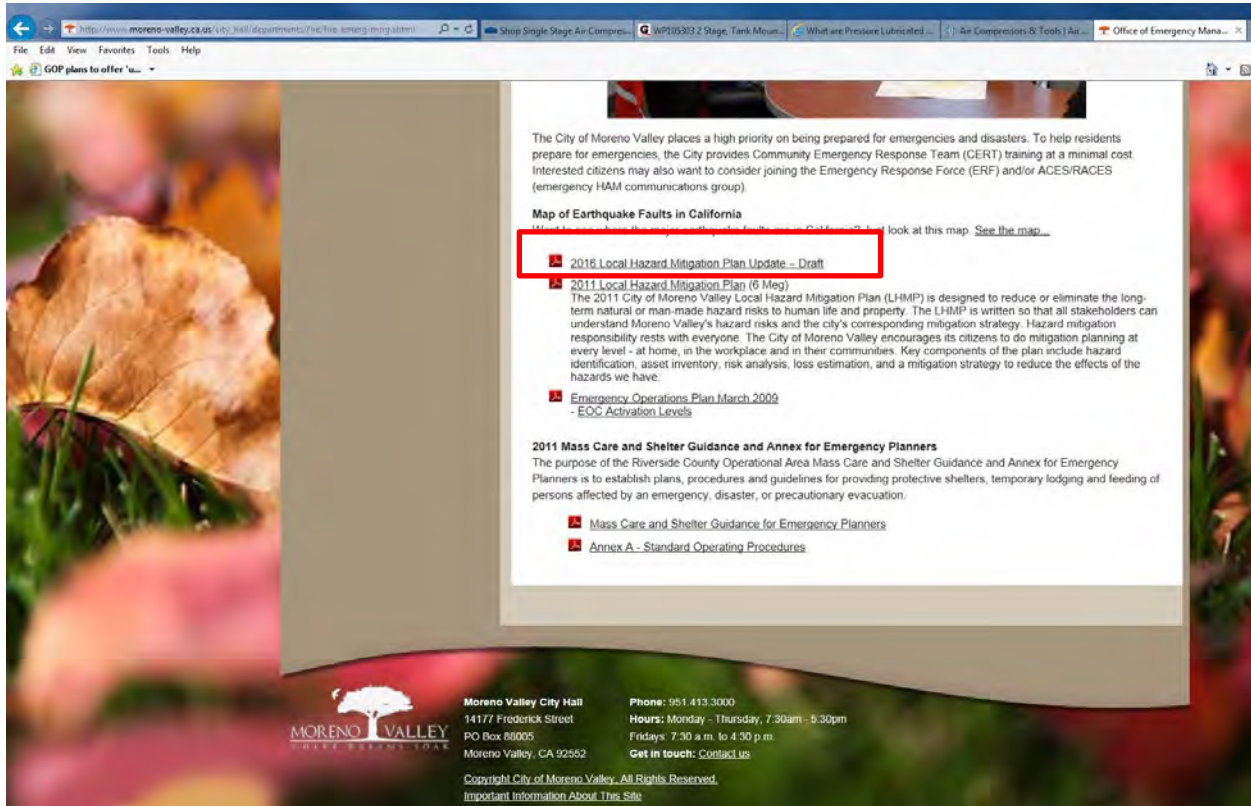 http://www.moreno-valley.ca.us/city_hall/departments/fire/fire-emerg-mmg.shtml
Shop Single Stage Air Compres...
WP105303 2 Stage, Tank Moun...
What are Pressure Lubricated ...
Air Compressors & Tools | Air ...
Office of Emergency Mana...
File Edit View Favorites Tools Help
GOP plans to offer 'u...
The City of Moreno Valley places a high priority on being prepared for emergencies and disasters. To help residents
prepare for emergencies, the City provides Community Emergency Response Team (CERT) training at a minimal cost.
Interested citizens may also want to consider joining the Emergency Response Force (ERF) and/or ACES/RACES
(emergency HAM communications group).
Map of Earthquake Faults in California
Want to see where the major earthquake faults are in California? Just look at this map. See the map...
2016 Local Hazard Mitigation Plan Update – Draft
2011 Local Hazard Mitigation Plan (6 Meg)
The 2011 City of Moreno Valley Local Hazard Mitigation Plan (LHMP) is designed to reduce or eliminate the long-
term natural or man-made hazard risks to human life and property. The LHMP is written so that all stakeholders can
understand Moreno Valley's hazard risks and the city's corresponding mitigation strategy. Hazard mitigation
responsibility rests with everyone. The City of Moreno Valley encourages its citizens to do mitigation planning at
every level - at home, in the workplace and in their communities. Key components of the plan include hazard
identification, asset inventory, risk analysis, loss estimation, and a mitigation strategy to reduce the effects of the
hazards we have.
Emergency Operations Plan March 2009
- EOC Activation Levels
2011 Mass Care and Shelter Guidance and Annex for Emergency Planners
The purpose of the Riverside County Operational Area Mass Care and Shelter Guidance and Annex for Emergency
Planners is to establish plans, procedures and guidelines for providing protective shelters, temporary lodging and feeding of
persons affected by an emergency, disaster, or precautionary evacuation.
Mass Care and Shelter Guidance for Emergency Planners
Annex A - Standard Operating Procedures
MORENO VALLEY
WHERE DREAMS SOAR
Moreno Valley City Hall
14177 Frederick Street
PO Box 88005
Moreno Valley, CA 92552
Phone: 951.413.3000
Hours: Monday - Thursday, 7:30am - 5:30pm
Fridays: 7:30 a.m. to 4:30 p.m.
Get in touch: Contact us
Copyright City of Moreno Valley. All Rights Reserved.
Important Information About This Site